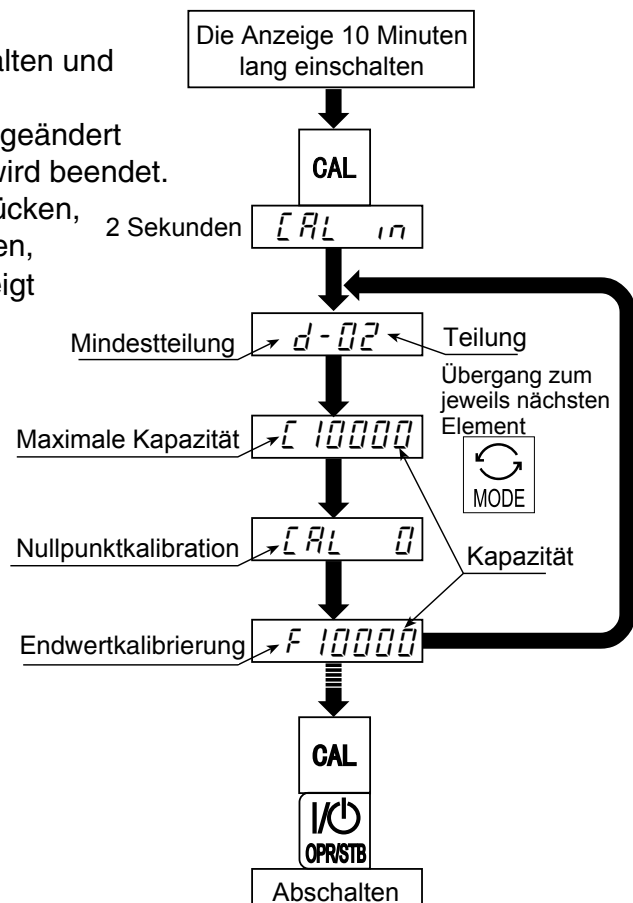 Die Anzeige 10 Minuten
lang einschalten
alten und
geändert
wird beendet.
ücken,
en,
eigt
CAL
2 Sekunden
CAL in
Mindestteilung
d-02
Teilung
Übergang zum
jeweils nächsten
Element
MODE
Maximale Kapazität
C 10000
Nullpunktkalibration
CAL 0
Kapazität
Endwertkalibrierung
F 10000
CAL
I/⏻
OPR/STB
Abschalten